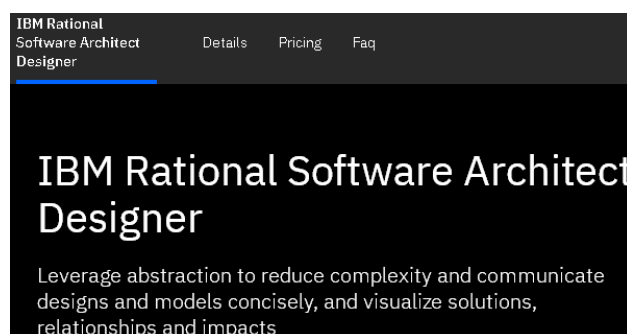 IBM Rational
Software Architect
Designer
Details Pricing Faq
IBM Rational Software Architect
Designer
Leverage abstraction to reduce complexity and communicate
designs and models concisely, and visualize solutions,
relationships and impacts